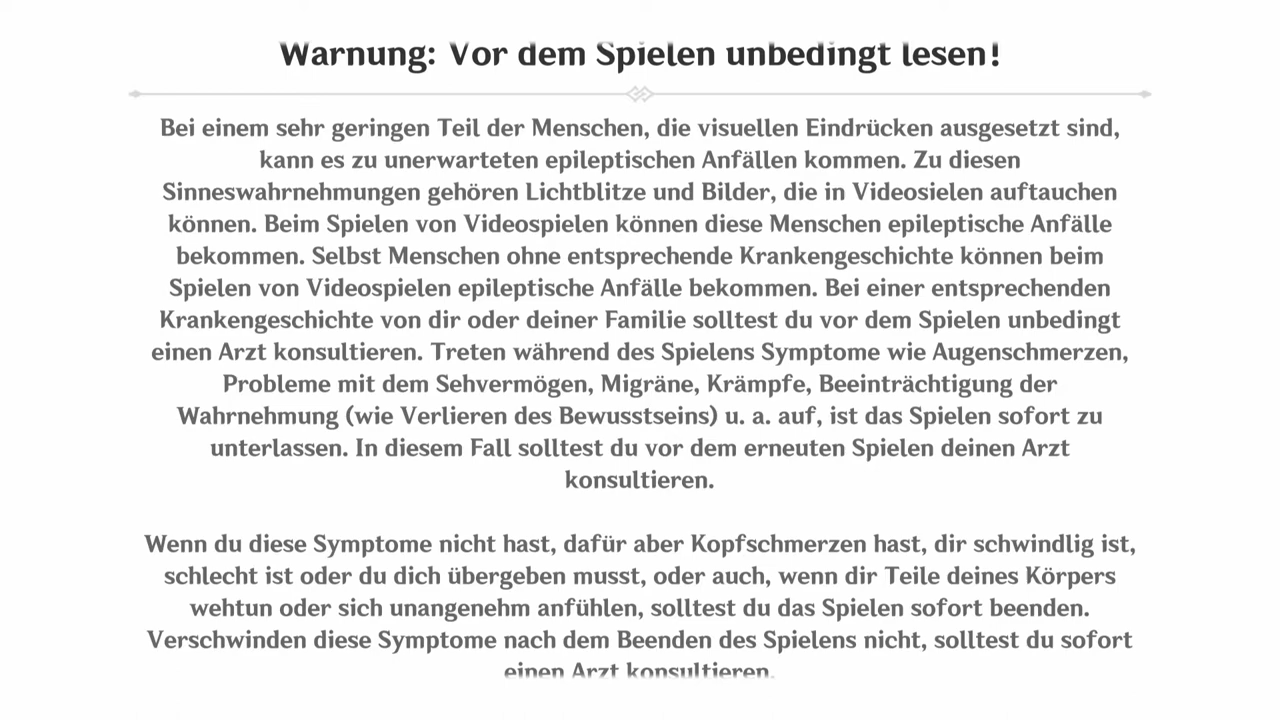 Warnung: Vor dem Spielen unbedingt lesen!
Bei einem sehr geringen Teil der Menschen, die visuellen Eindrücken ausgesetzt sind,
kann es zu unerwarteten epileptischen Anfällen kommen. Zu diesen
Sinneswahrnehmungen gehören Lichtblitze und Bilder, die in Videosielen auftauchen
können. Beim Spielen von Videospielen können diese Menschen epileptische Anfälle
bekommen. Selbst Menschen ohne entsprechende Krankengeschichte können beim
Spielen von Videospielen epileptische Anfälle bekommen. Bei einer entsprechenden
Krankengeschichte von dir oder deiner Familie solltest du vor dem Spielen unbedingt
einen Arzt konsultieren. Treten während des Spielens Symptome wie Augenschmerzen,
Probleme mit dem Sehvermögen, Migräne, Krämpfe, Beeinträchtigung der
Wahrnehmung (wie Verlieren des Bewusstseins) u. a. auf, ist das Spielen sofort zu
unterlassen. In diesem Fall solltest du vor dem erneuten Spielen deinen Arzt
konsultieren.
Wenn du diese Symptome nicht hast, dafür aber Kopfschmerzen hast, dir schwindlig ist,
schlecht ist oder du dich übergeben musst, oder auch, wenn dir Teile deines Körpers
wehtun oder sich unangenehm anfühlen, solltest du das Spielen sofort beenden.
Verschwinden diese Symptome nach dem Beenden des Spielens nicht, solltest du sofort
einen Arzt konsultieren.